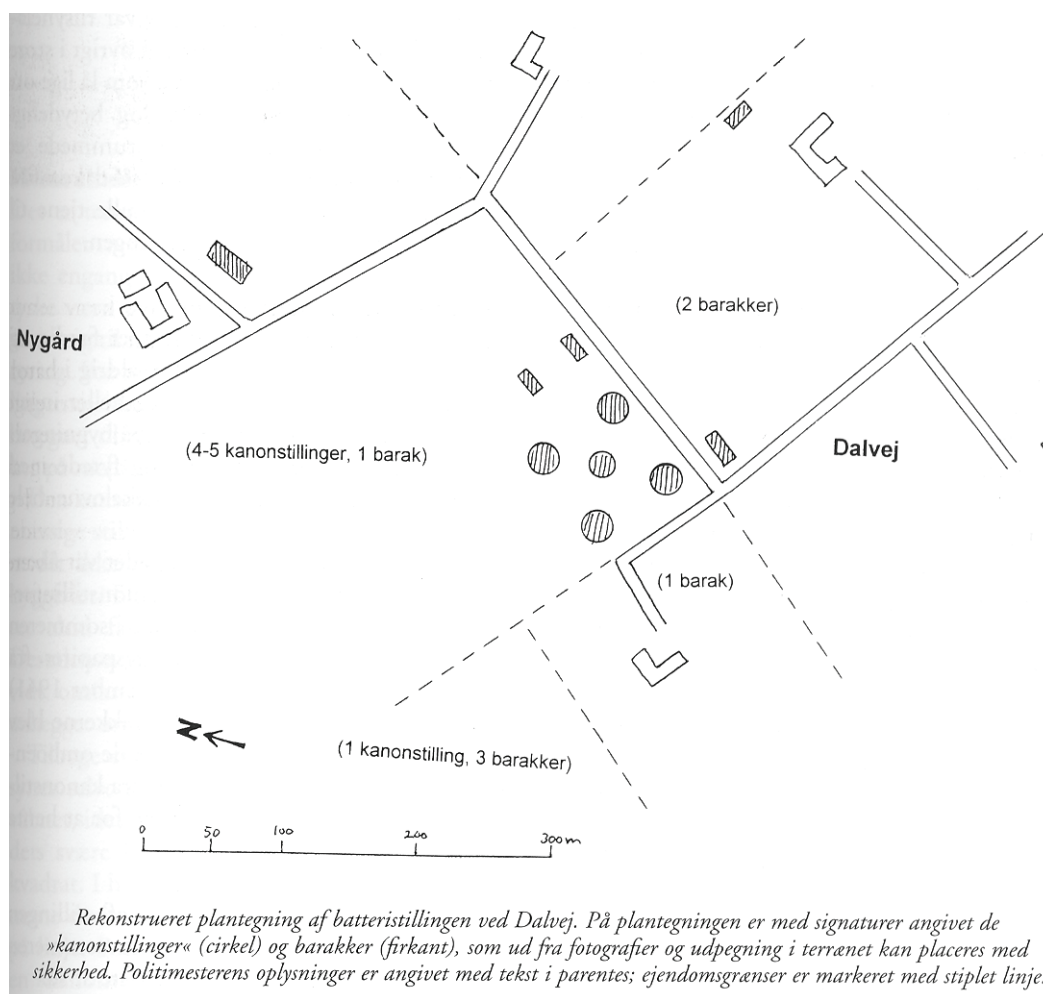 Nygård
(2 barakker)
(4-5 kanonstillinger, 1 barak)
Dalvej
(1 barak)
N
(1 kanonstilling, 3 barakker)
0 50 100 200 300m
Rekonstrueret plantegning af batteristillingen ved Dalvej. På plantegningen er med signaturer angivet de
»kanonstillinger« (cirkel) og barakker (firkant), som ud fra fotografier og udpegning i terrænet kan placeres med
sikkerhed. Politimesterens oplysninger er angivet med tekst i parentes; ejendomsgrænser er markeret med stiplet linje.